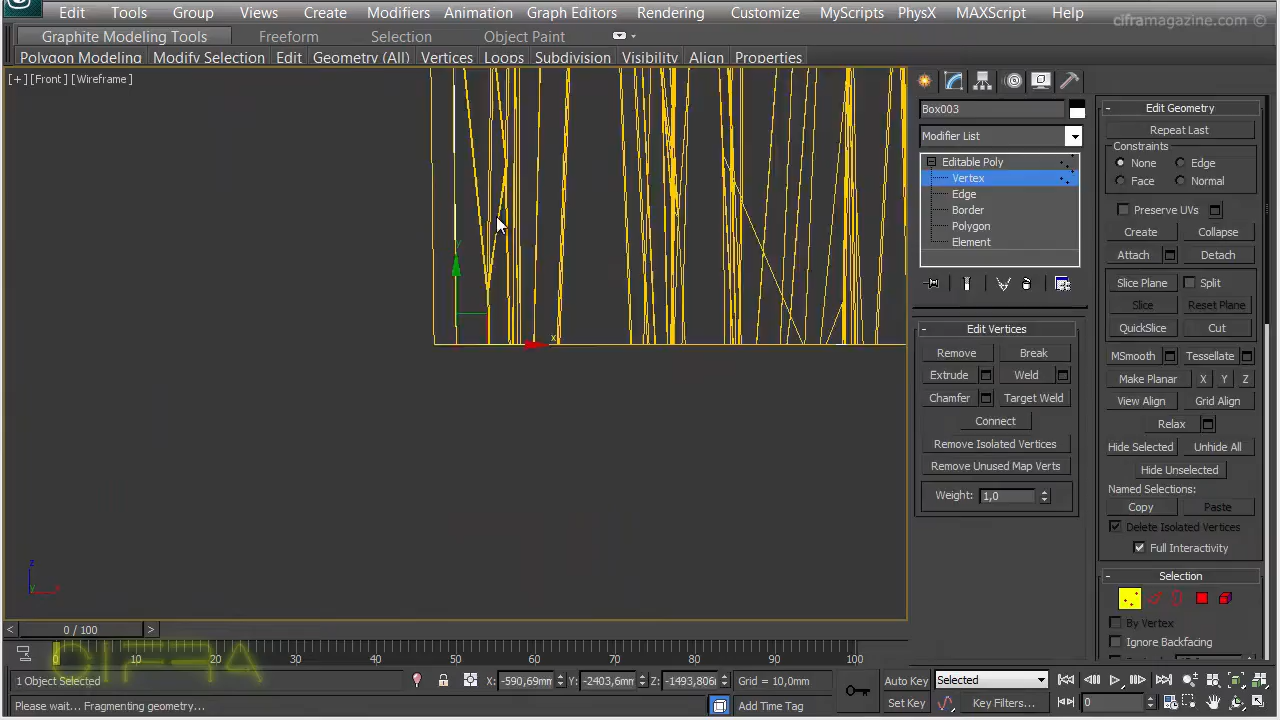 Edit Tools Group Views Create Modifiers Animation Graph Editors Rendering Customize MyScripts PhysX MAXScript Help
ciframagazine.com ©
Graphite Modeling Tools Freeform Selection Object Paint
Polygon Modeling Modify Selection Edit Geometry (All) Vertices Loops Subdivision Visibility Align Properties
[+] [Front] [Wireframe]
Box003
Modifier List
Editable Poly
Vertex
Edge
Border
Polygon
Element
Edit Vertices
Remove Break
Extrude Weld
Chamfer Target Weld
Connect
Remove Isolated Vertices
Remove Unused Map Verts
Weight: 1,0
Edit Geometry
Repeat Last
Constraints
None Edge
Face Normal
Preserve UVs
Create Collapse
Attach Detach
Slice Plane Split
Slice Reset Plane
QuickSlice Cut
MSmooth Tessellate
Make Planar X Y Z
View Align Grid Align
Relax
Hide Selected Unhide All
Hide Unselected
Named Selections:
Copy Paste
Delete Isolated Vertices
Full Interactivity
Selection
By Vertex
Ignore Backfacing
x
z
y x
< 0 / 100 >
0 10 20 30 40 50 60 70 80 90 100
1 Object Selected X: -590,69mm Y: -2403,6mm Z: -1493,806 Grid = 10,0mm Auto Key Selected
Please wait... Fragmenting geometry... Add Time Tag Set Key Key Filters... 0